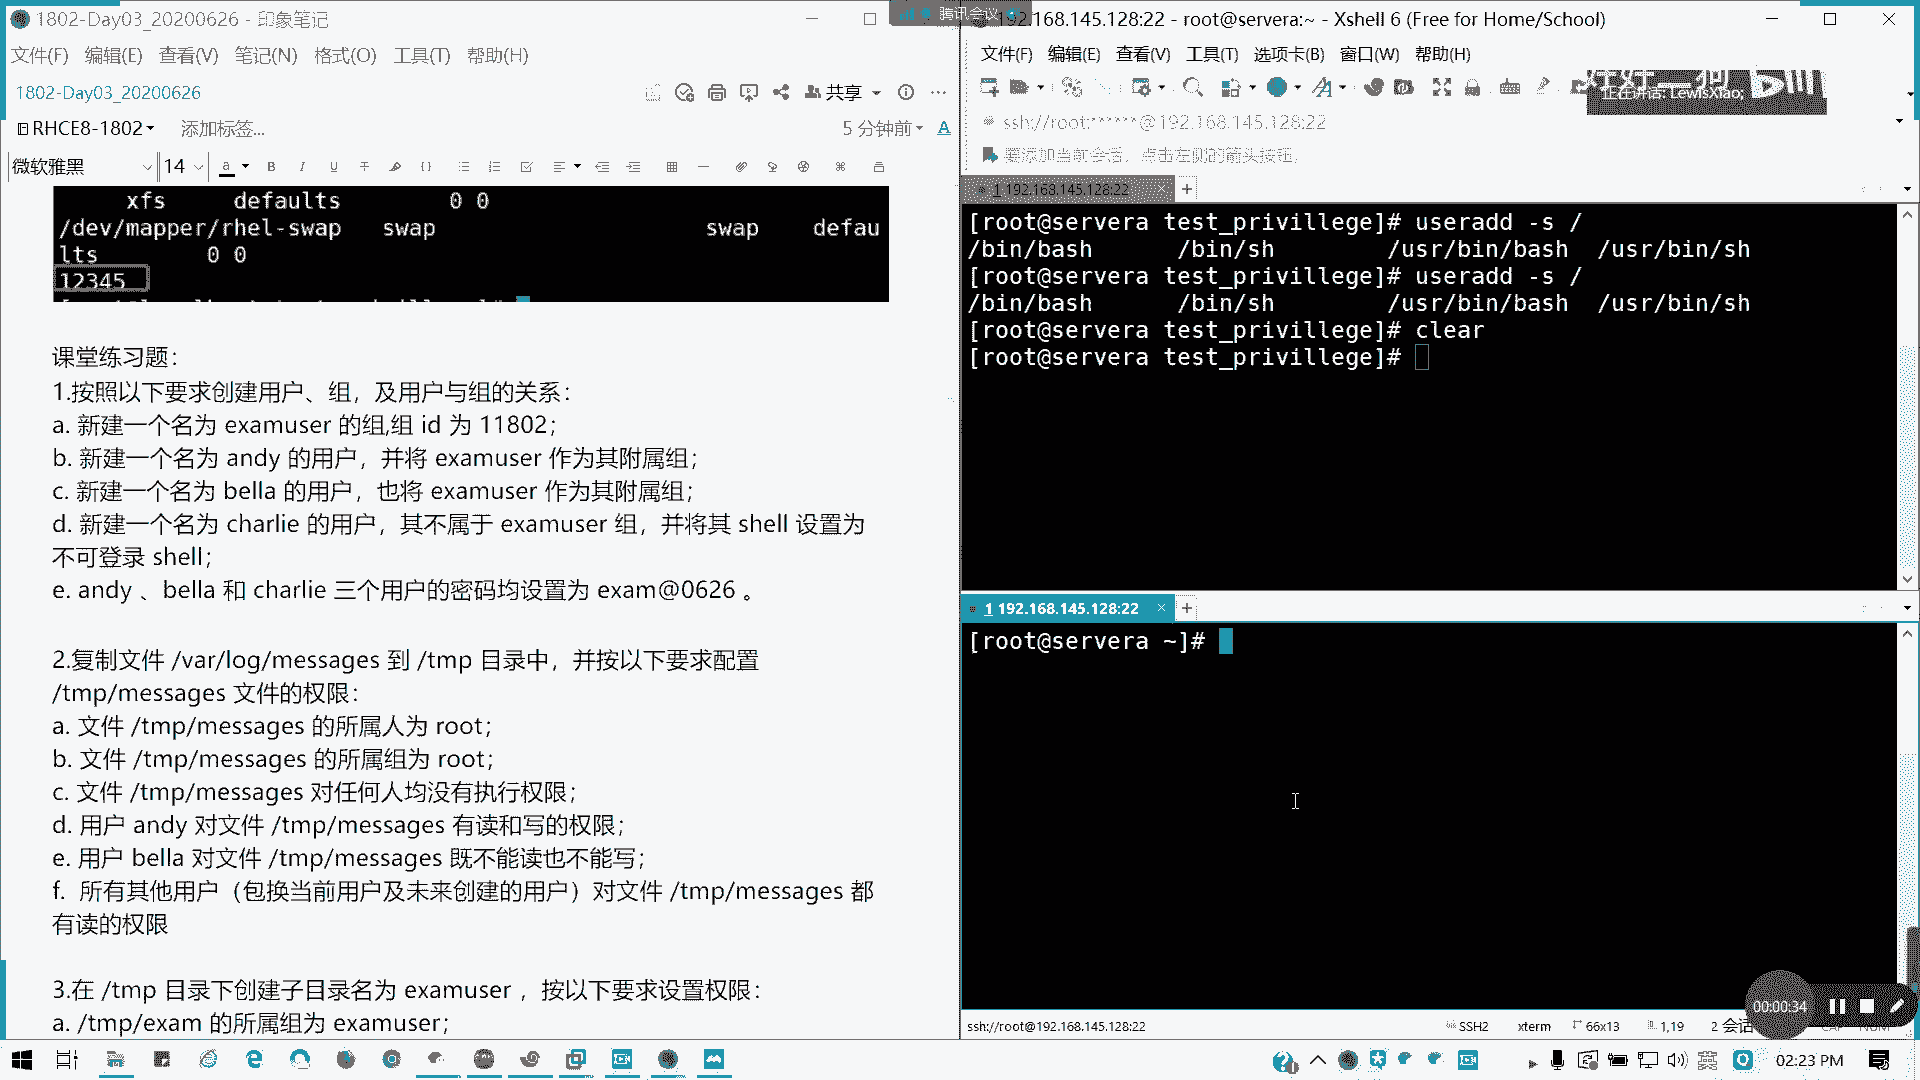 1802-Day03_20200626 - 印象笔记
文件(F) 编辑(E) 查看(V) 笔记(N) 格式(O) 工具(T) 帮助(H)
1802-Day03_20200626
共享
RHCE8-1802
添加标签...
5 分钟前
微软雅黑
14
xfs defaults 0 0
/dev/mapper/rhel-swap swap swap defau
lts 0 0
12345
课堂练习题：
1.按照以下要求创建用户、组，及用户与组的关系：
a. 新建一个名为 examuser 的组,组 id 为 11802；
b. 新建一个名为 andy 的用户，并将 examuser 作为其附属组；
c. 新建一个名为 bella 的用户，也将 examuser 作为其附属组；
d. 新建一个名为 charlie 的用户，其不属于 examuser 组，并将其 shell 设置为
不可登录 shell；
e. andy 、bella 和 charlie 三个用户的密码均设置为 exam@0626 。
2.复制文件 /var/log/messages 到 /tmp 目录中，并按以下要求配置
/tmp/messages 文件的权限：
a. 文件 /tmp/messages 的所属人为 root；
b. 文件 /tmp/messages 的所属组为 root；
c. 文件 /tmp/messages 对任何人均没有执行权限；
d. 用户 andy 对文件 /tmp/messages 有读和写的权限；
e. 用户 bella 对文件 /tmp/messages 既不能读也不能写；
f. 所有其他用户（包换当前用户及未来创建的用户）对文件 /tmp/messages 都
有读的权限
3.在 /tmp 目录下创建子目录名为 examuser ，按以下要求设置权限：
a. /tmp/exam 的所属组为 examuser；
腾讯会议
192.168.145.128:22 - root@servera:~ - Xshell 6 (Free for Home/School)
文件(F) 编辑(E) 查看(V) 工具(T) 选项卡(B) 窗口(W) 帮助(H)
正在讲话: LewisXiao;
ssh://root:******@192.168.145.128:22
要添加当前会话，点击左侧的箭头按钮。
1 192.168.145.128:22
[root@servera test_privillege]# useradd -s /
/bin/bash /bin/sh /usr/bin/bash /usr/bin/sh
[root@servera test_privillege]# useradd -s /
/bin/bash /bin/sh /usr/bin/bash /usr/bin/sh
[root@servera test_privillege]# clear
[root@servera test_privillege]#
1 192.168.145.128:22
[root@servera ~]#
00:00:34
ssh://root@192.168.145.128:22
SSH2
xterm
66x13
1,19
2 会话
CAP NUM
02:23 PM